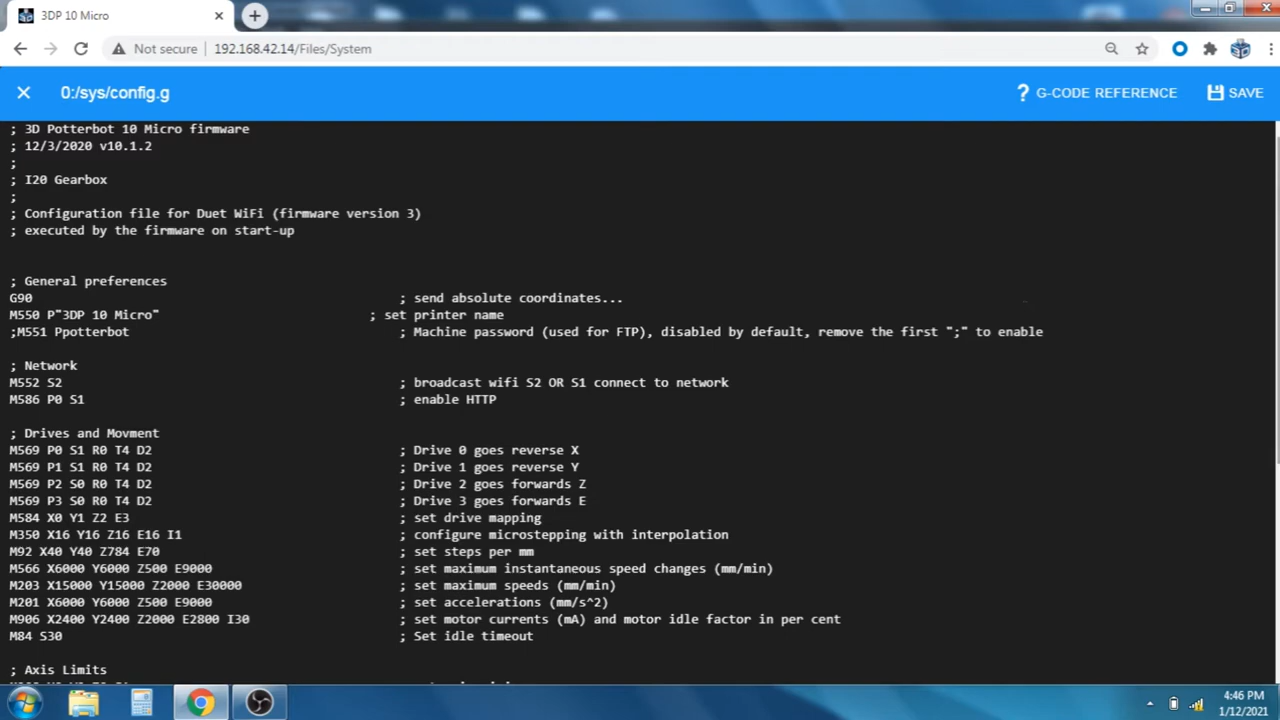 3DP 10 Micro
Not secure 192.168.42.14/Files/System
0:/sys/config.g ? G-CODE REFERENCE SAVE
; 3D Potterbot 10 Micro firmware
; 12/3/2020 v10.1.2
;
; I20 Gearbox
;
; Configuration file for Duet WiFi (firmware version 3)
; executed by the firmware on start-up
; General preferences
G90 ; send absolute coordinates...
M550 P"3DP 10 Micro" ; set printer name
;M551 Ppotterbot ; Machine password (used for FTP), disabled by default, remove the first ";" to enable
; Network
M552 S2 ; broadcast wifi S2 OR S1 connect to network
M586 P0 S1 ; enable HTTP
; Drives and Movment
M569 P0 S1 R0 T4 D2 ; Drive 0 goes reverse X
M569 P1 S1 R0 T4 D2 ; Drive 1 goes reverse Y
M569 P2 S0 R0 T4 D2 ; Drive 2 goes forwards Z
M569 P3 S0 R0 T4 D2 ; Drive 3 goes forwards E
M584 X0 Y1 Z2 E3 ; set drive mapping
M350 X16 Y16 Z16 E16 I1 ; configure microstepping with interpolation
M92 X40 Y40 Z784 E70 ; set steps per mm
M566 X6000 Y6000 Z500 E9000 ; set maximum instantaneous speed changes (mm/min)
M203 X15000 Y15000 Z2000 E30000 ; set maximum speeds (mm/min)
M201 X6000 Y6000 Z500 E9000 ; set accelerations (mm/s^2)
M906 X2400 Y2400 Z2000 E2800 I30 ; set motor currents (mA) and motor idle factor in per cent
M84 S30 ; Set idle timeout
; Axis Limits
4:46 PM
1/12/2021